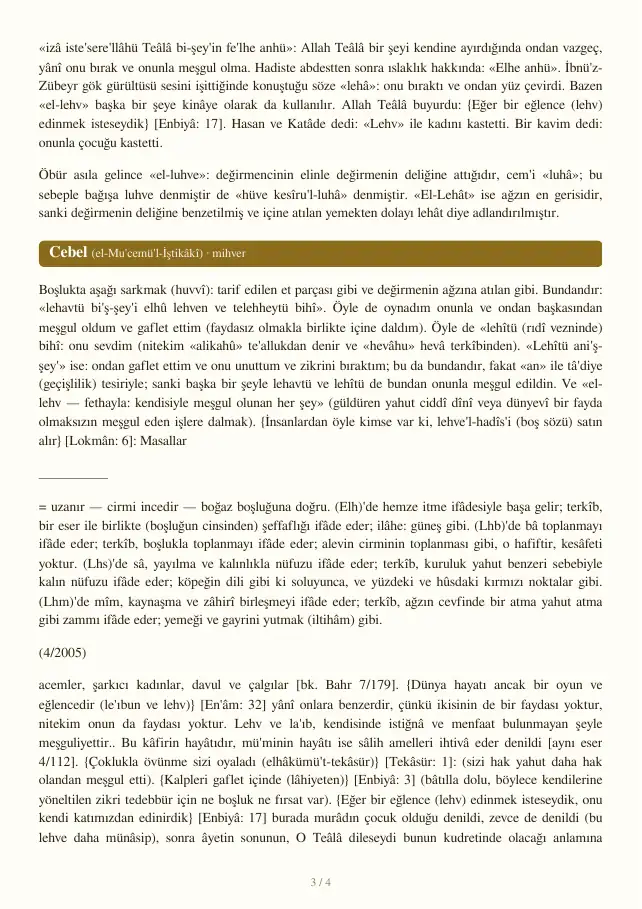 «izâ iste'sere'llâhü Teâlâ bi-şey'in fe'lhe anhü»: Allah Teâlâ bir şeyi kendine ayırdığında ondan vazgeç,
yânî onu bırak ve onunla meşgul olma. Hadiste abdestten sonra ıslaklık hakkında: «Elhe anhü». İbnü'z-
Zübeyr gök gürültüsü sesini işittiğinde konuştuğu söze «lehâ»: onu bıraktı ve ondan yüz çevirdi. Bazen
«el-lehv» başka bir şeye kinâye olarak da kullanılır. Allah Teâlâ buyurdu: {Eğer bir eğlence (lehv)
edinmek isteseydik} [Enbiyâ: 17]. Hasan ve Katâde dedi: «Lehv» ile kadını kastetti. Bir kavim dedi:
onunla çocuğu kastetti.
Öbür asıla gelince «el-luhve»: değirmencinin elinle değirmenin deliğine attığıdır, cem'i «luhâ»; bu
sebeple bağışa luhve denmiştir de «hüve kesîru'l-luhâ» denmiştir. «El-Lehât» ise ağzın en gerisidir,
sanki değirmenin deliğine benzetilmiş ve içine atılan yemekten dolayı lehât diye adlandırılmıştır.
Cebel (el-Mu'cemü'l-İştikâkî) · mihver
Boşlukta aşağı sarkmak (huvvî): tarif edilen et parçası gibi ve değirmenin ağzına atılan gibi. Bundandır:
«lehavtü bi'ş-şey'i elhû lehven ve telehheytü bihî». Öyle de oynadım onunla ve ondan başkasından
meşgul oldum ve gaflet ettim (faydasız olmakla birlikte içine daldım). Öyle de «lehîtü (rıdî vezninde)
bihî: onu sevdim (nitekim «alikahû» te'allukdan denir ve «hevâhu» hevâ terkîbinden). «Lehîtü ani'ş-
şey'» ise: ondan gaflet ettim ve onu unuttum ve zikrini bıraktım; bu da bundandır, fakat «an» ile tâ'diye
(geçişlilik) tesiriyle; sanki başka bir şeyle lehavtü ve lehîtü de bundan onunla meşgul edildin. Ve «el-
lehv — fethayla: kendisiyle meşgul olunan her şey» (güldüren yahut ciddî dînî veya dünyevî bir fayda
olmaksızın meşgul eden işlere dalmak). {İnsanlardan öyle kimse var ki, lehve'l-hadîs'i (boş sözü) satın
alır} [Lokmân: 6]: Masallar
= uzanır — cirmi incedir — boğaz boşluğuna doğru. (Elh)'de hemze itme ifâdesiyle başa gelir; terkîb,
bir eser ile birlikte (boşluğun cinsinden) şeffaflığı ifâde eder; ilâhe: güneş gibi. (Lhb)'de bâ toplanmayı
ifâde eder; terkîb, boşlukla toplanmayı ifâde eder; alevin cirminin toplanması gibi, o hafiftir, kesâfeti
yoktur. (Lhs)'de sâ, yayılma ve kalınlıkla nüfuzu ifâde eder; terkîb, kuruluk yahut benzeri sebebiyle
kalın nüfuzu ifâde eder; köpeğin dili gibi ki soluyunca, ve yüzdeki ve hûsdaki kırmızı noktalar gibi.
(Lhm)'de mîm, kaynaşma ve zâhirî birleşmeyi ifâde eder; terkîb, ağzın cevfinde bir atma yahut atma
gibi zammı ifâde eder; yemeği ve gayrini yutmak (iltihâm) gibi.
(4/2005)
acemler, şarkıcı kadınlar, davul ve çalgılar [bk. Bahr 7/179]. {Dünya hayatı ancak bir oyun ve
eğlencedir (le'ıbun ve lehv)} [En'âm: 32] yânî onlara benzerdir, çünkü ikisinin de bir faydası yoktur,
nitekim onun da faydası yoktur. Lehv ve la'ıb, kendisinde istiğnâ ve menfaat bulunmayan şeyle
meşguliyettir.. Bu kâfirin hayâtıdır, mü'minin hayâtı ise sâlih amelleri ihtivâ eder denildi [aynı eser
4/112]. {Çoklukla övünme sizi oyaladı (elhâkümü't-tekâsür)} [Tekâsür: 1]: (sizi hak yahut daha hak
olandan meşgul etti). {Kalpleri gaflet içinde (lâhiyeten)} [Enbiyâ: 3] (bâtılla dolu, böylece kendilerine
yöneltilen zikri tedebbür için ne boşluk ne fırsat var). {Eğer bir eğlence (lehv) edinmek isteseydik, onu
kendi katımızdan edinirdik} [Enbiyâ: 17] burada murâdın çocuk olduğu denildi, zevce de denildi (bu
lehve daha münâsip), sonra âyetin sonunun, O Teâlâ dileseydi bunun kudretinde olacağı anlamına
3 / 4